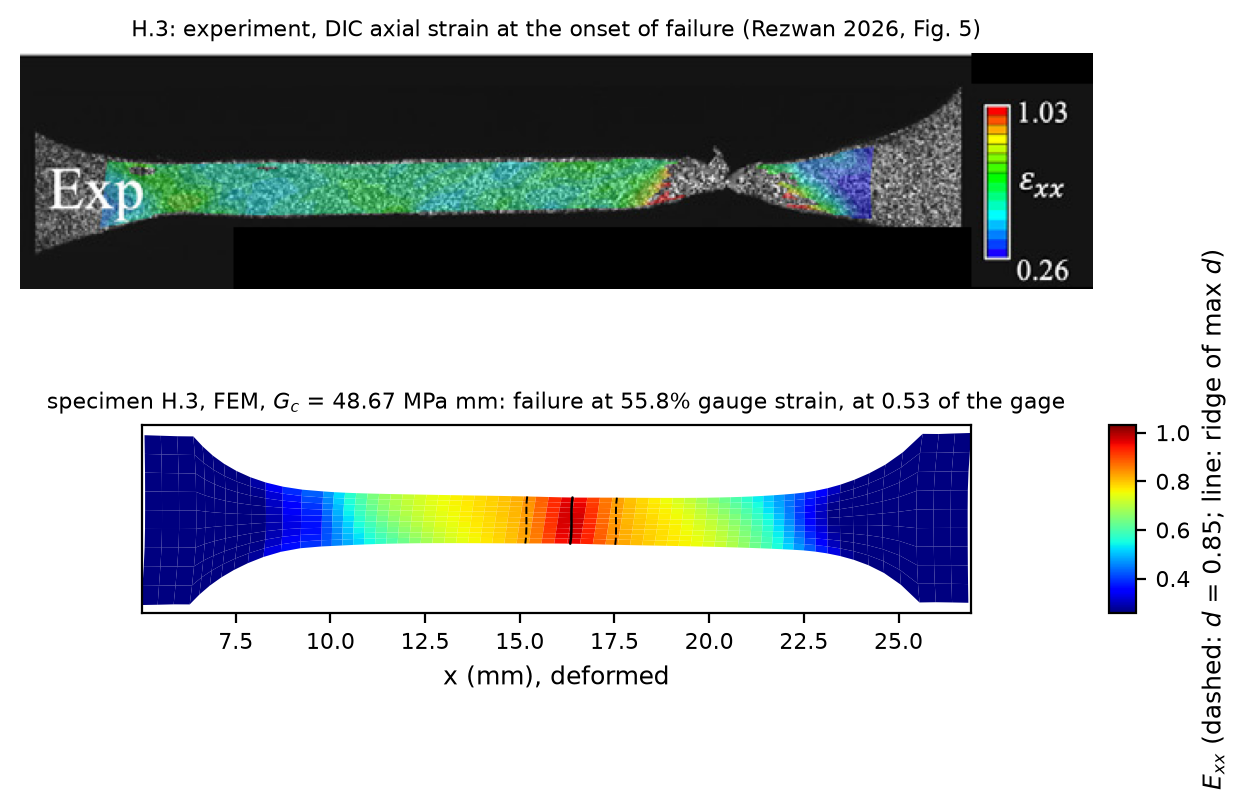 H.3: experiment, DIC axial strain at the onset of failure (Rezwan 2026, Fig. 5)
Exp
1.03
εxx
0.26
specimen H.3, FEM, Gc = 48.67 MPa mm: failure at 55.8% gauge strain, at 0.53 of the gage
1.0
0.8
0.6
0.4
Exx (dashed: d = 0.85; line: ridge of max d)
7.5 10.0 12.5 15.0 17.5 20.0 22.5 25.0
x (mm), deformed